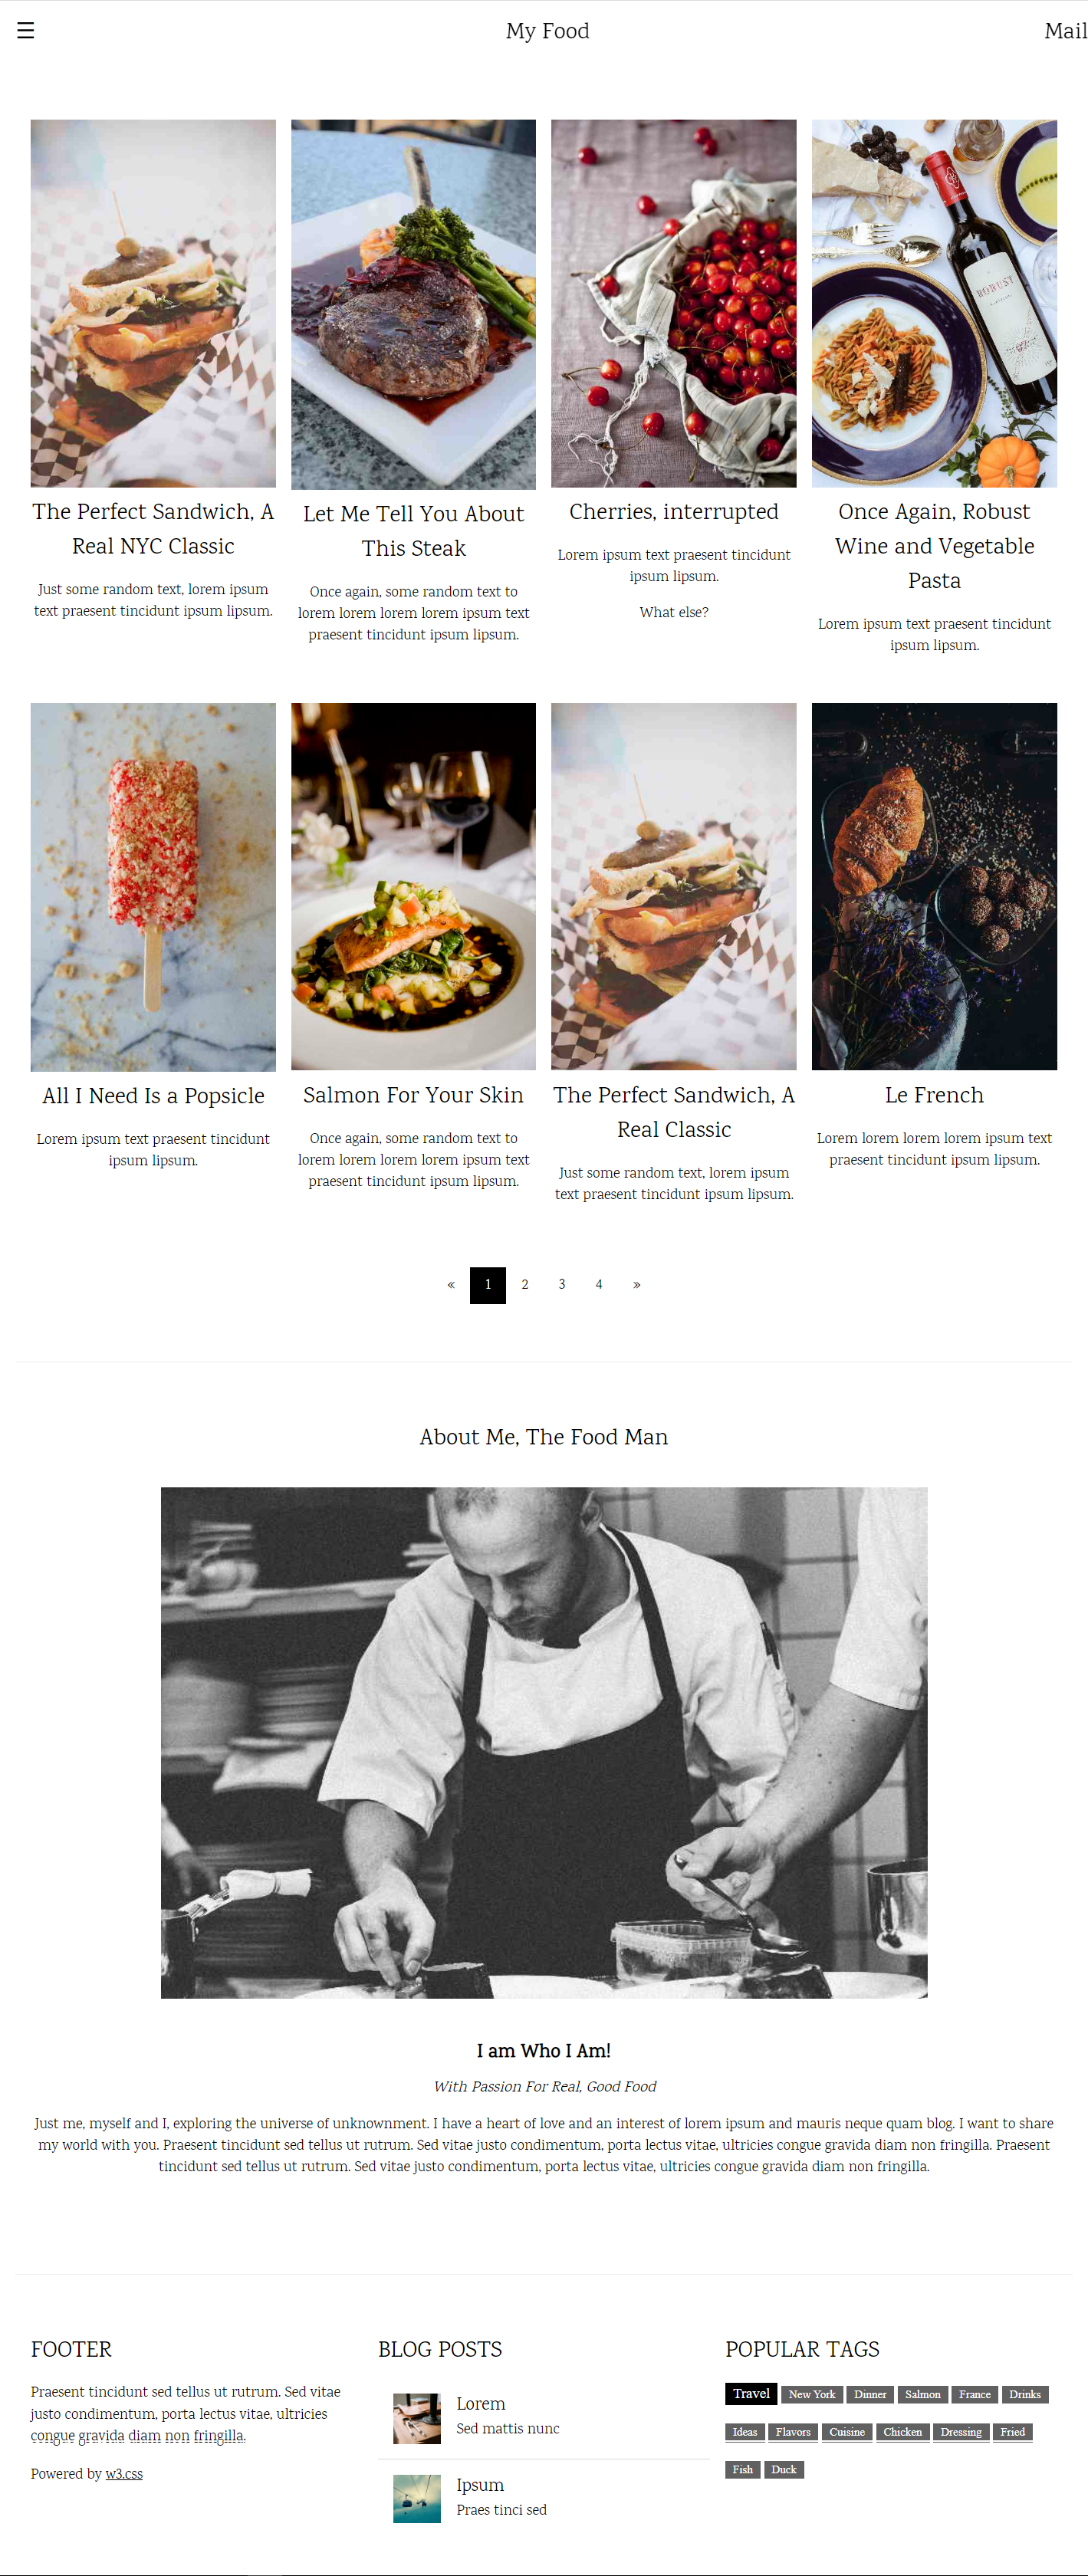 ☰ My Food Mail
ROBUST
The Perfect Sandwich, A
Real NYC Classic
Just some random text, lorem ipsum
text praesent tincidunt ipsum lipsum.
Let Me Tell You About
This Steak
Once again, some random text to
lorem lorem lorem lorem ipsum text
praesent tincidunt ipsum lipsum.
Cherries, interrupted
Lorem ipsum text praesent tincidunt
ipsum lipsum.
What else?
Once Again, Robust
Wine and Vegetable
Pasta
Lorem ipsum text praesent tincidunt
ipsum lipsum.
All I Need Is a Popsicle
Lorem ipsum text praesent tincidunt
ipsum lipsum.
Salmon For Your Skin
Once again, some random text to
lorem lorem lorem lorem ipsum text
praesent tincidunt ipsum lipsum.
The Perfect Sandwich, A
Real Classic
Just some random text, lorem ipsum
text praesent tincidunt ipsum lipsum.
Le French
Lorem lorem lorem lorem ipsum text
praesent tincidunt ipsum lipsum.
« 1 2 3 4 »
About Me, The Food Man
I am Who I Am!
With Passion For Real, Good Food
Just me, myself and I, exploring the universe of unknownment. I have a heart of love and an interest of lorem ipsum and mauris neque quam blog. I want to share
my world with you. Praesent tincidunt sed tellus ut rutrum. Sed vitae justo condimentum, porta lectus vitae, ultricies congue gravida diam non fringilla. Praesent
tincidunt sed tellus ut rutrum. Sed vitae justo condimentum, porta lectus vitae, ultricies congue gravida diam non fringilla.
FOOTER
Praesent tincidunt sed tellus ut rutrum. Sed vitae
justo condimentum, porta lectus vitae, ultricies
congue gravida diam non fringilla.
Powered by w3.css
BLOG POSTS
Lorem
Sed mattis nunc
Ipsum
Praes tinci sed
POPULAR TAGS
Travel New York Dinner Salmon France Drinks
Ideas Flavors Cuisine Chicken Dressing Fried
Fish Duck